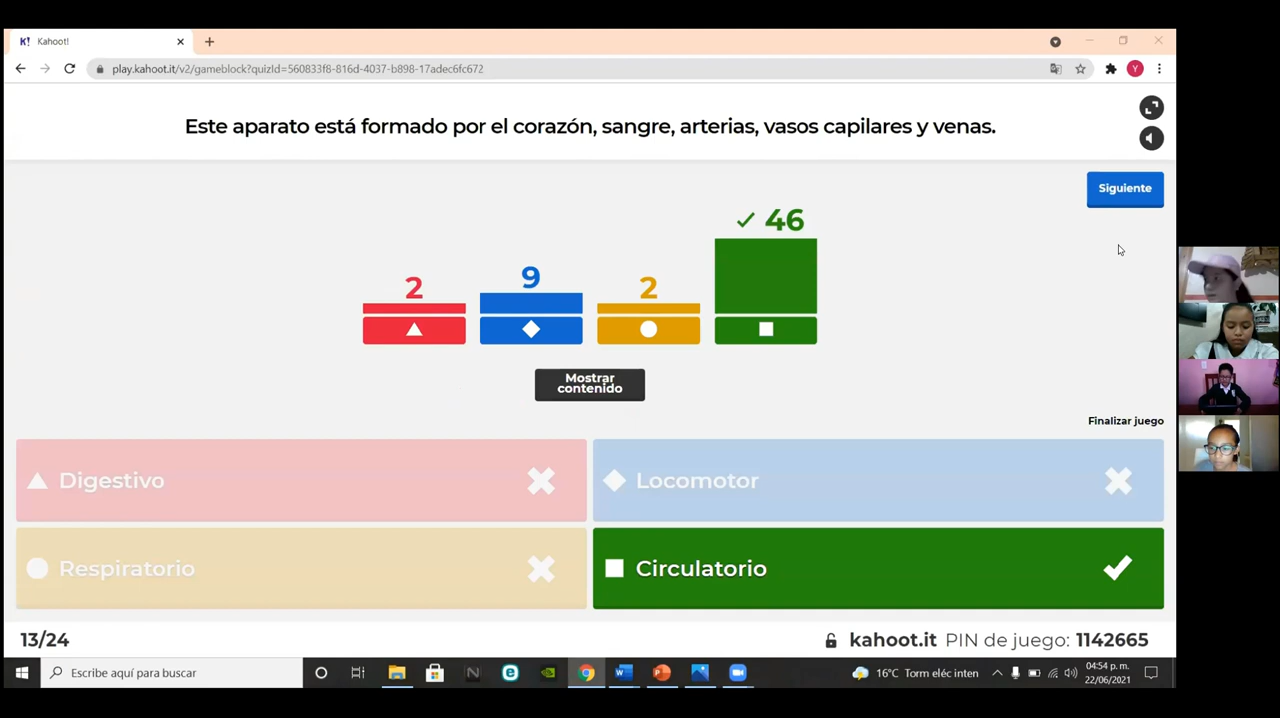 Kahoot!
play.kahoot.it/v2/gameblock?quizId=560833f8-816d-4037-b898-17adec6fc672
Y
Este aparato está formado por el corazón, sangre, arterias, vasos capilares y venas.
Siguiente
2
9
2
46
Mostrar
contenido
Finalizar juego
Digestivo
Locomotor
Respiratorio
Circulatorio
13/24
kahoot.it PIN de juego: 1142665
Escribe aquí para buscar
16°C Torm eléc inten
04:54 p. m.
22/06/2021